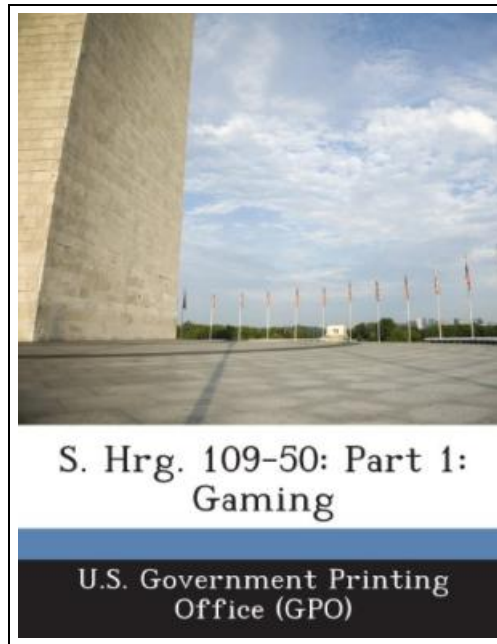 S. Hrg. 109-50: Part 1:
Gaming
U.S. Government Printing
Office (GPO)